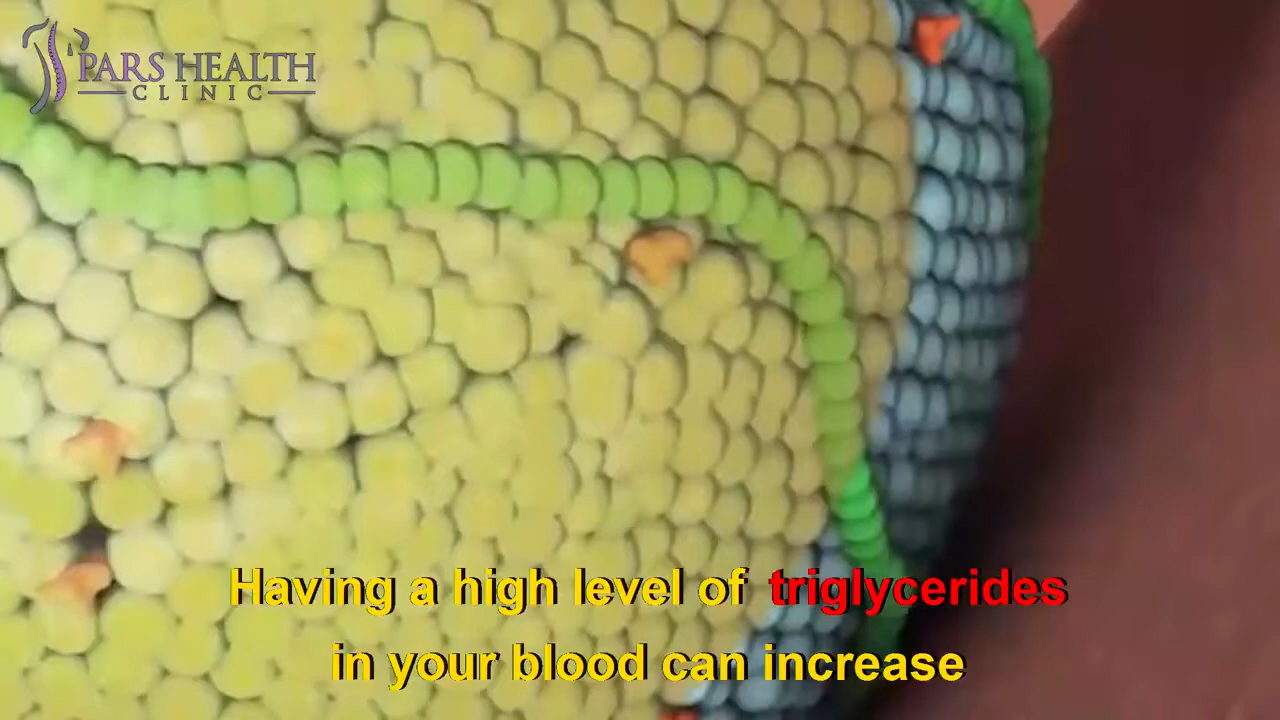 PARS HEALTH
CLINIC
Having a high level of triglycerides
in your blood can increase